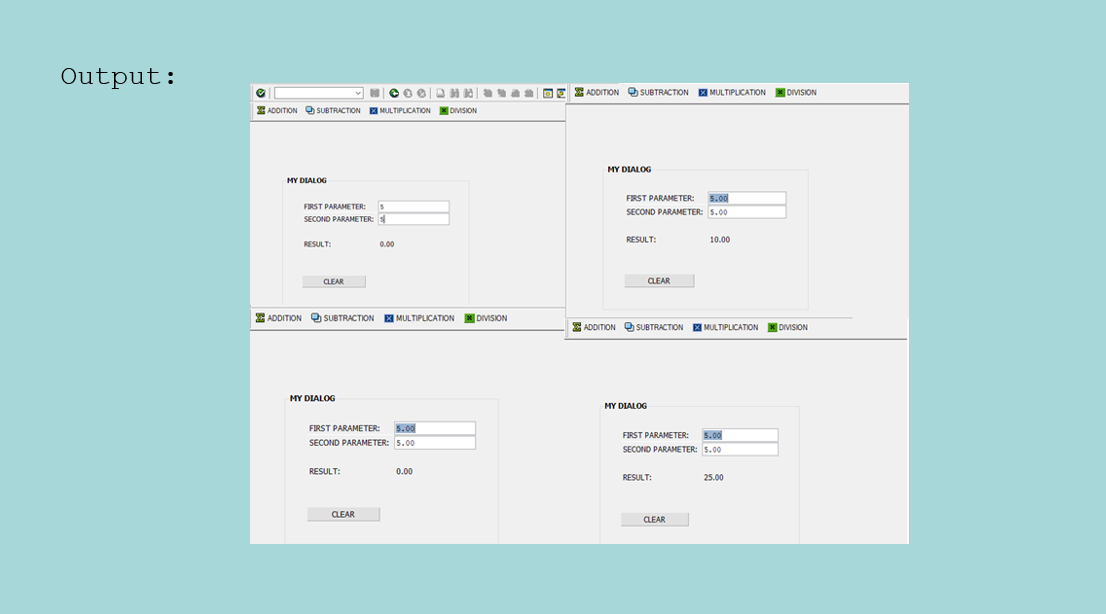 Output:
ADDITION SUBTRACTION MULTIPLICATION DIVISION
MY DIALOG
FIRST PARAMETER: 5
SECOND PARAMETER: 5
RESULT: 0.00
CLEAR
ADDITION SUBTRACTION MULTIPLICATION DIVISION
MY DIALOG
FIRST PARAMETER: 5.00
SECOND PARAMETER: 5.00
RESULT: 10.00
CLEAR
ADDITION SUBTRACTION MULTIPLICATION DIVISION
MY DIALOG
FIRST PARAMETER: 5.00
SECOND PARAMETER: 5.00
RESULT: 0.00
CLEAR
ADDITION SUBTRACTION MULTIPLICATION DIVISION
MY DIALOG
FIRST PARAMETER: 5.00
SECOND PARAMETER: 5.00
RESULT: 25.00
CLEAR